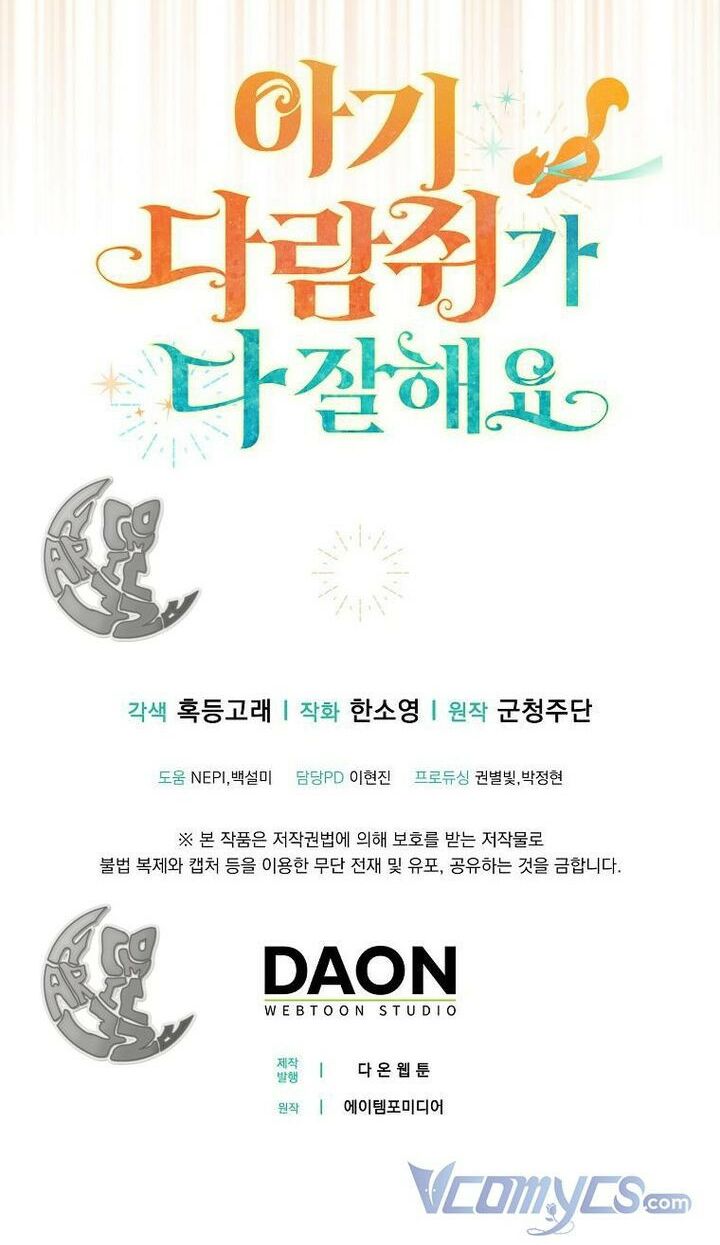 아기
다람쥐가
다 잘해요
각색 혹등고래 | 작화 한소영 | 원작 군청주단
도움 NEPI,백설미 담당PD 이현진 프로듀싱 권별빛,박정현
※ 본 작품은 저작권법에 의해 보호를 받는 저작물로
불법 복제와 캡처 등을 이용한 무단 전재 및 유포, 공유하는 것을 금합니다.
DAON
WEBTOON STUDIO
제작
발행 | 다온웹툰
원작 | 에이템포미디어
VCOMYCS.com